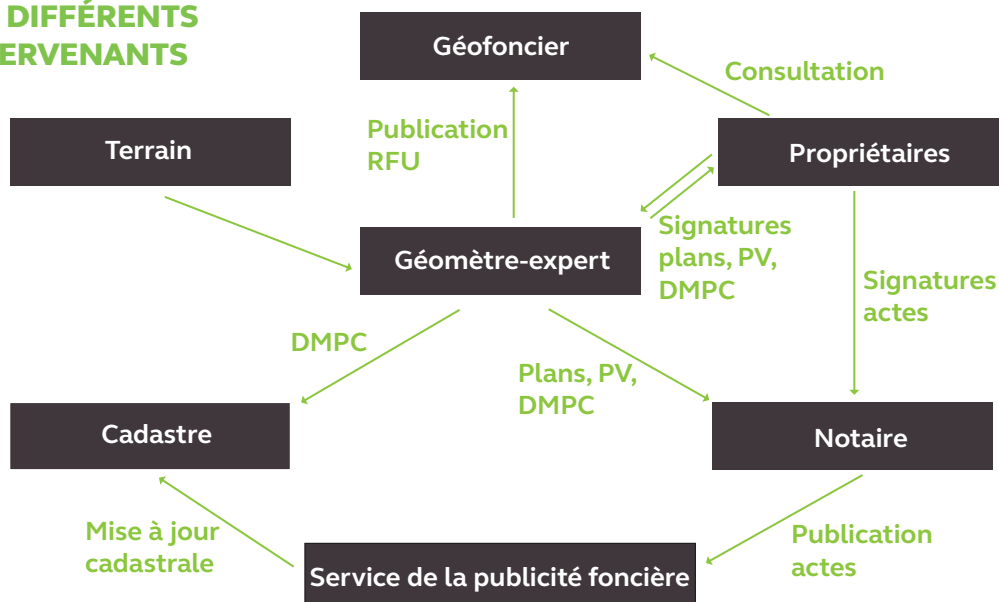 DIFFÉRENTS
ERVENANTS
Géofoncier
Consultation
Publication
RFU
Terrain
Propriétaires
Géomètre-expert
Signatures
plans, PV,
DMPC
Signatures
actes
DMPC
Plans, PV,
DMPC
Cadastre
Notaire
Mise à jour
cadastrale
Publication
actes
Service de la publicité foncière